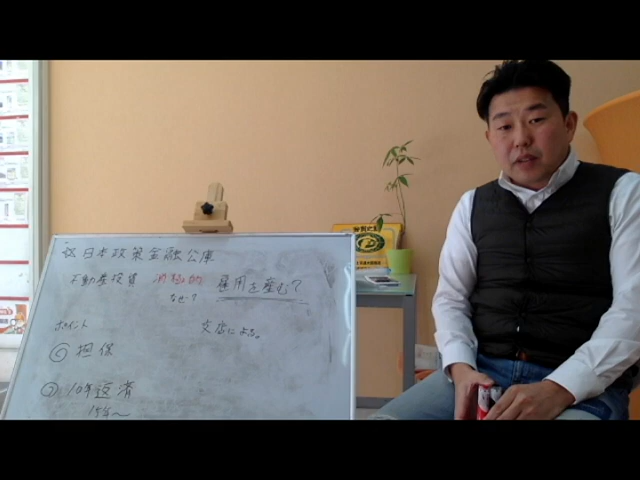 ※日本政策金融公庫
不動産投資 消極的 雇用を産む?
なぜ?
ポイント 支店による。
① 担保
② 10年返済
15年〜